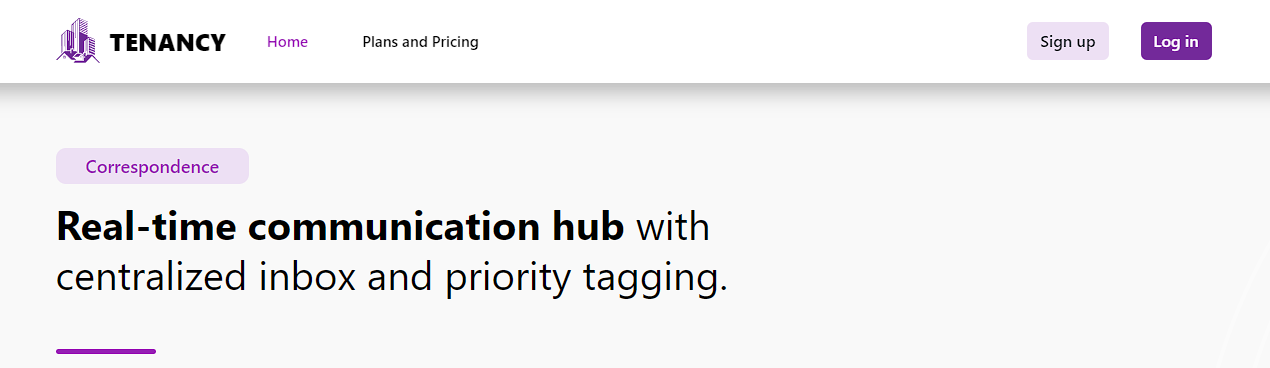 TENANCY Home Plans and Pricing Sign up Log in
Correspondence
Real-time communication hub with
centralized inbox and priority tagging.